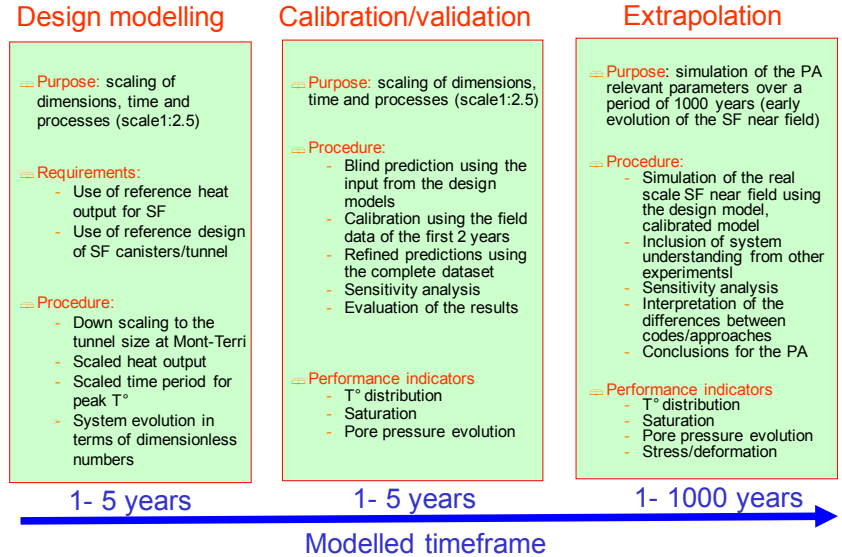 Design modelling
Purpose: scaling of
dimensions, time and
processes (scale1:2.5)
Requirements:
- Use of reference heat
output for SF
- Use of reference design
of SF canisters/tunnel
Procedure:
- Down scaling to the
tunnel size at Mont-Terri
- Scaled heat output
- Scaled time period for
peak T°
- System evolution in
terms of dimensionless
numbers
1- 5 years
Calibration/validation
Purpose: scaling of dimensions,
time and processes (scale1:2.5)
Procedure:
- Blind prediction using the
input from the design
models
- Calibration using the field
data of the first 2 years
- Refined predictions using
the complete dataset
- Sensitivity analysis
- Evaluation of the results
Performance indicators
- T° distribution
- Saturation
- Pore pressure evolution
1- 5 years
Extrapolation
Purpose: simulation of the PA
relevant parameters over a
period of 1000 years (early
evolution of the SF near field)
Procedure:
- Simulation of the real
scale SF near field using
the design model,
calibrated model
- Inclusion of system
understanding from other
experimentsl
- Sensitivity analysis
- Interpretation of the
differences between
codes/approaches
- Conclusions for the PA
Performance indicators
- T° distribution
- Saturation
- Pore pressure evolution
- Stress/deformation
1- 1000 years
Modelled timeframe